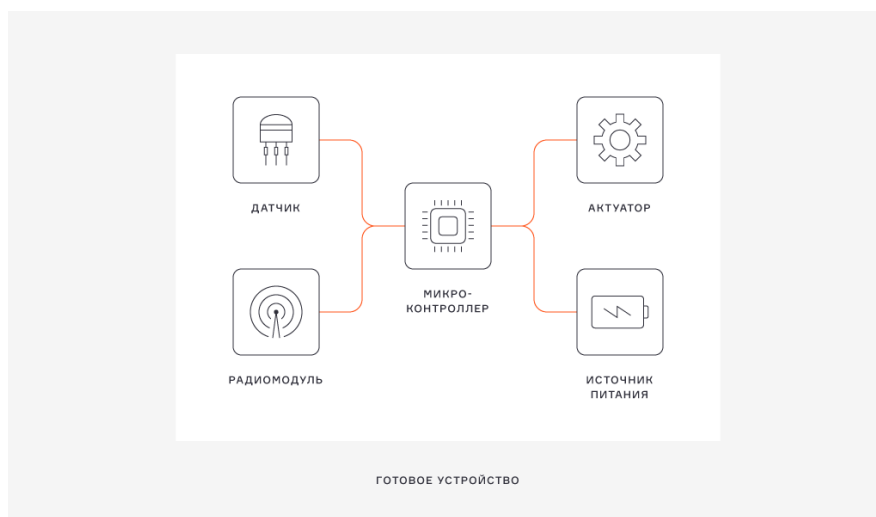 ДАТЧИК
АКТУАТОР
МИКРО-
КОНТРОЛЛЕР
РАДИОМОДУЛЬ
ИСТОЧНИК
ПИТАНИЯ
ГОТОВОЕ УСТРОЙСТВО